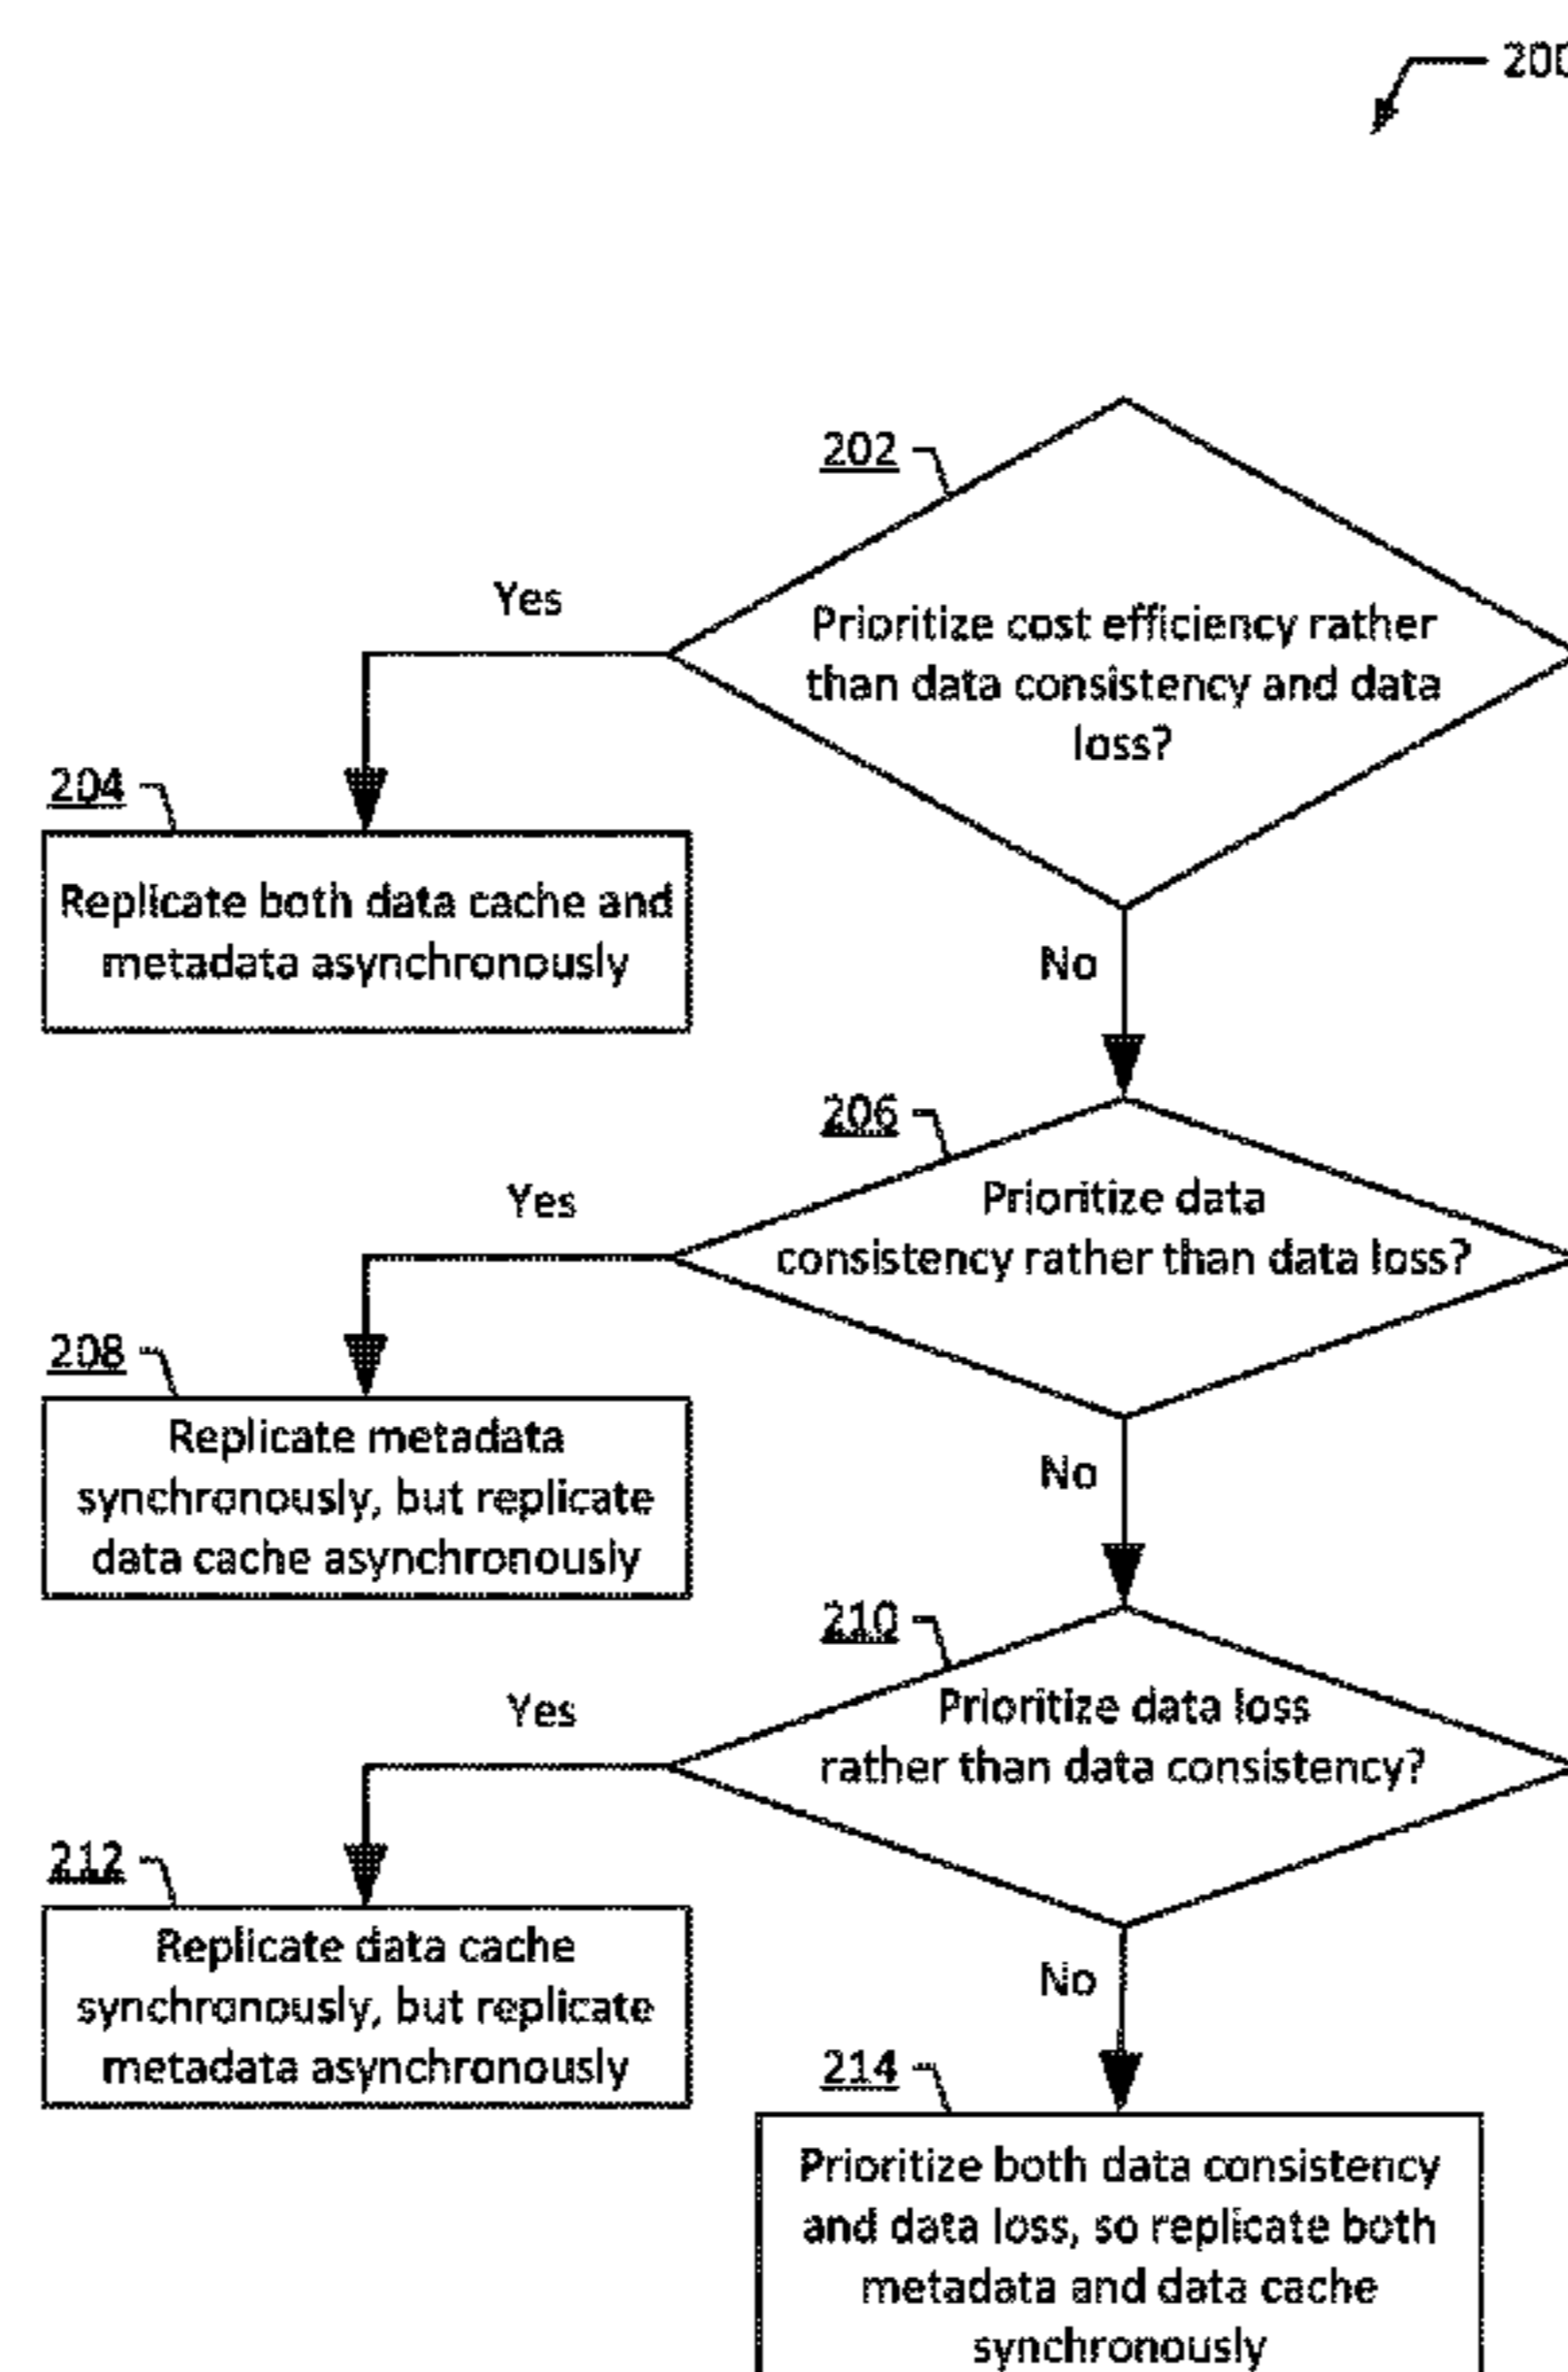 200
202
Yes
Prioritize cost efficiency rather
than data consistency and data
loss?
204
Replicate both data cache and
metadata asynchronously
No
206
Yes
Prioritize data
consistency rather than data loss?
208
Replicate metadata
synchronously, but replicate
data cache asynchronously
No
210
Yes
Prioritize data loss
rather than data consistency?
212
Replicate data cache
synchronously, but replicate
metadata asynchronously
No
214
Prioritize both data consistency
and data loss, so replicate both
metadata and data cache
synchronously